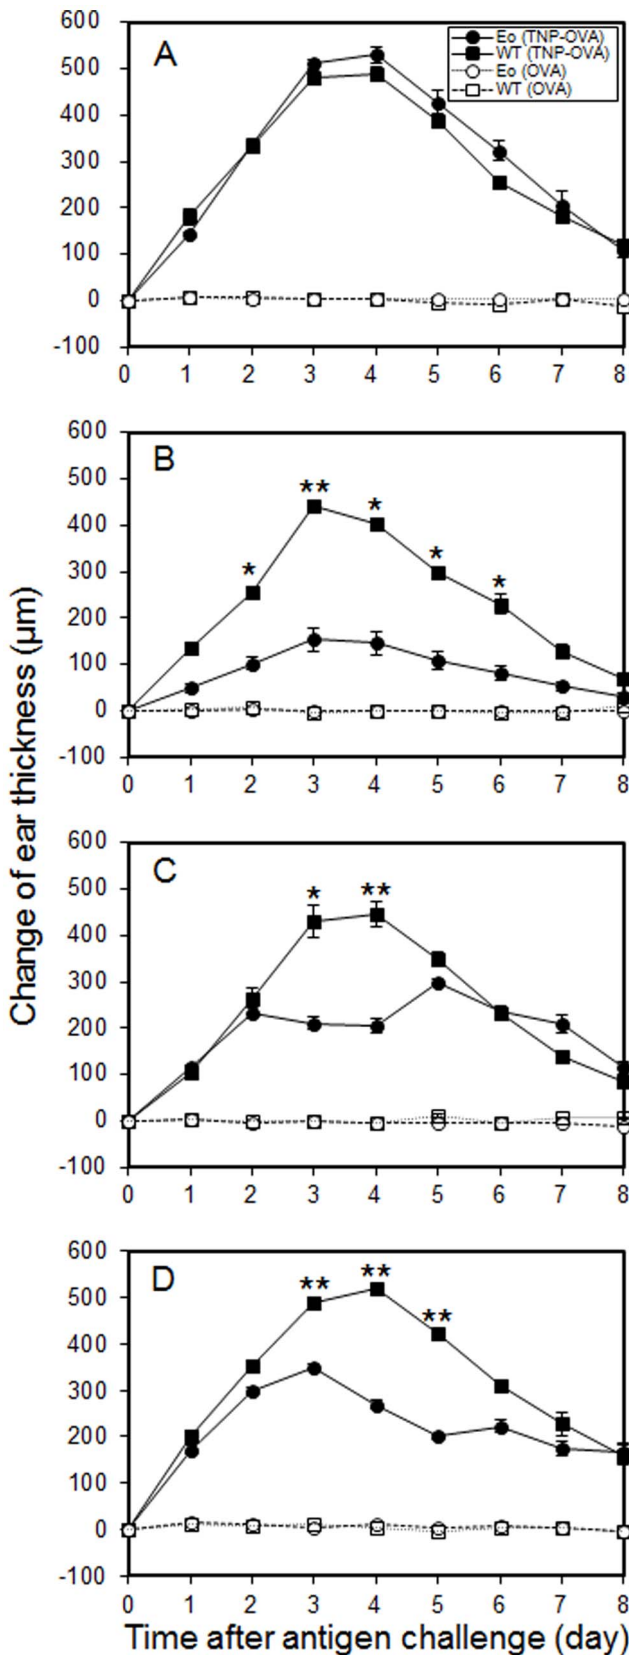 A
Eo (TNP-OVA)
WT (TNP-OVA)
Eo (OVA)
WT (OVA)
600
500
400
300
200
100
0
-100
0 1 2 3 4 5 6 7 8
B
600
500
400
300
200
100
0
-100
* ** * * *
0 1 2 3 4 5 6 7 8
C
600
500
400
300
200
100
0
-100
* **
0 1 2 3 4 5 6 7 8
D
600
500
400
300
200
100
0
-100
** ** **
0 1 2 3 4 5 6 7 8
Change of ear thickness (µm)
Time after antigen challenge (day)